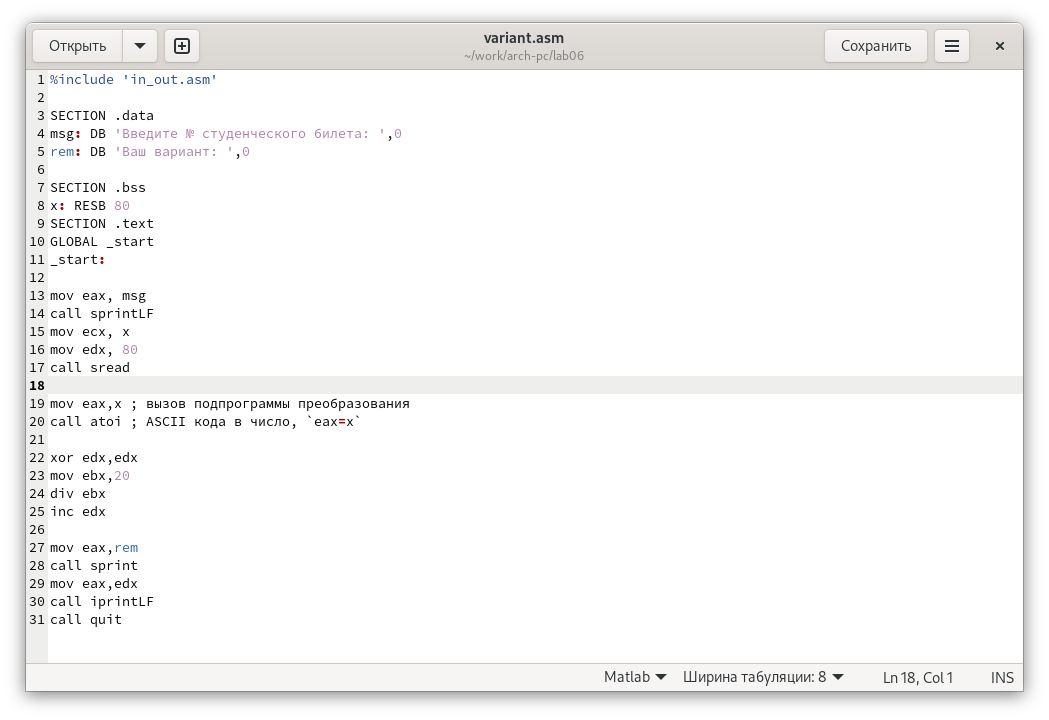 Открыть
variant.asm
~/work/arch-pc/lab06
Сохранить
1 %include 'in_out.asm'
2
3 SECTION .data
4 msg: DB 'Введите № студенческого билета: ',0
5 rem: DB 'Ваш вариант: ',0
6
7 SECTION .bss
8 x: RESB 80
9 SECTION .text
10 GLOBAL _start
11 _start:
12
13 mov eax, msg
14 call sprintLF
15 mov ecx, x
16 mov edx, 80
17 call sread
18
19 mov eax,x ; вызов подпрограммы преобразования
20 call atoi ; ASCII кода в число, `eax=x`
21
22 xor edx,edx
23 mov ebx,20
24 div ebx
25 inc edx
26
27 mov eax,rem
28 call sprint
29 mov eax,edx
30 call iprintLF
31 call quit
Matlab Ширина табуляции: 8 Ln 18, Col 1 INS